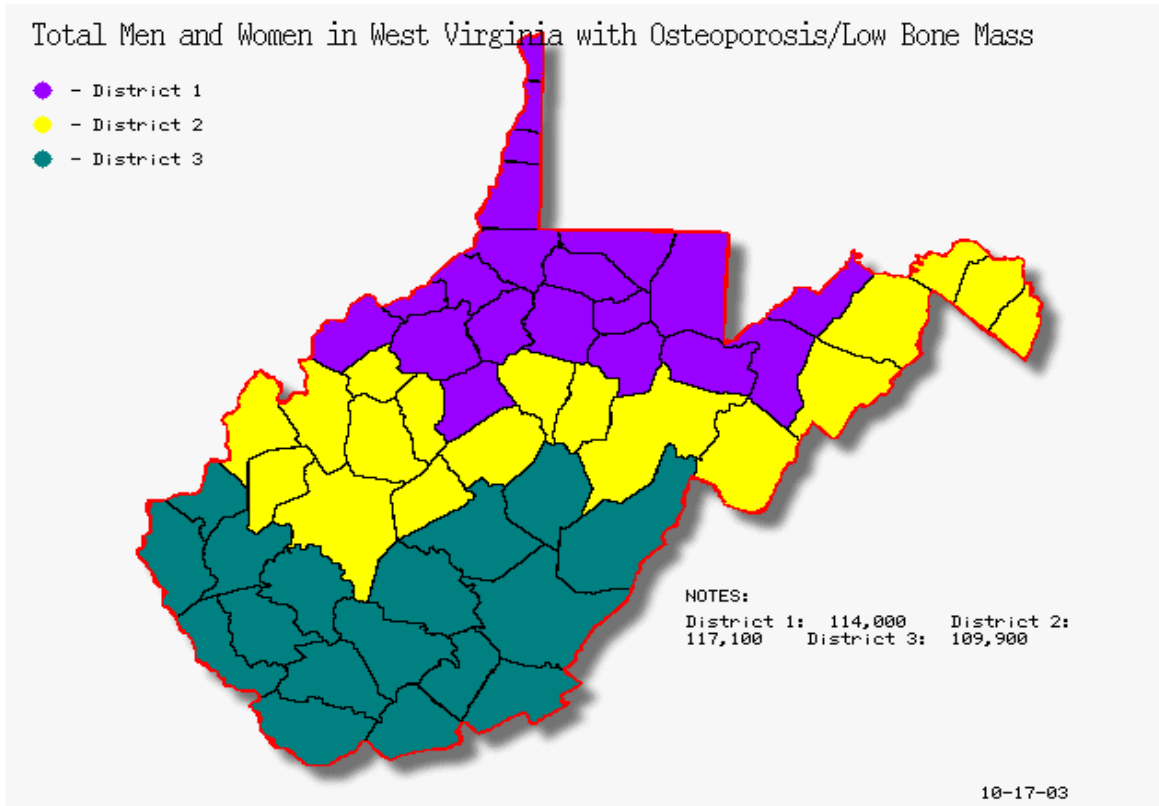 Total Men and Women in West Virginia with Osteoporosis/Low Bone Mass
- District 1
- District 2
- District 3
NOTES:
District 1: 114,000 District 2:
117,100 District 3: 109,900
10-17-03